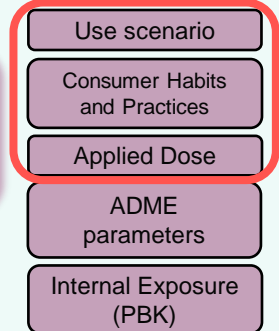 Use scenario
Consumer Habits
and Practices
Applied Dose
ADME
parameters
Internal Exposure
(PBK)